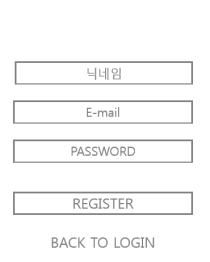 닉네임
E-mail
PASSWORD
REGISTER
BACK TO LOGIN